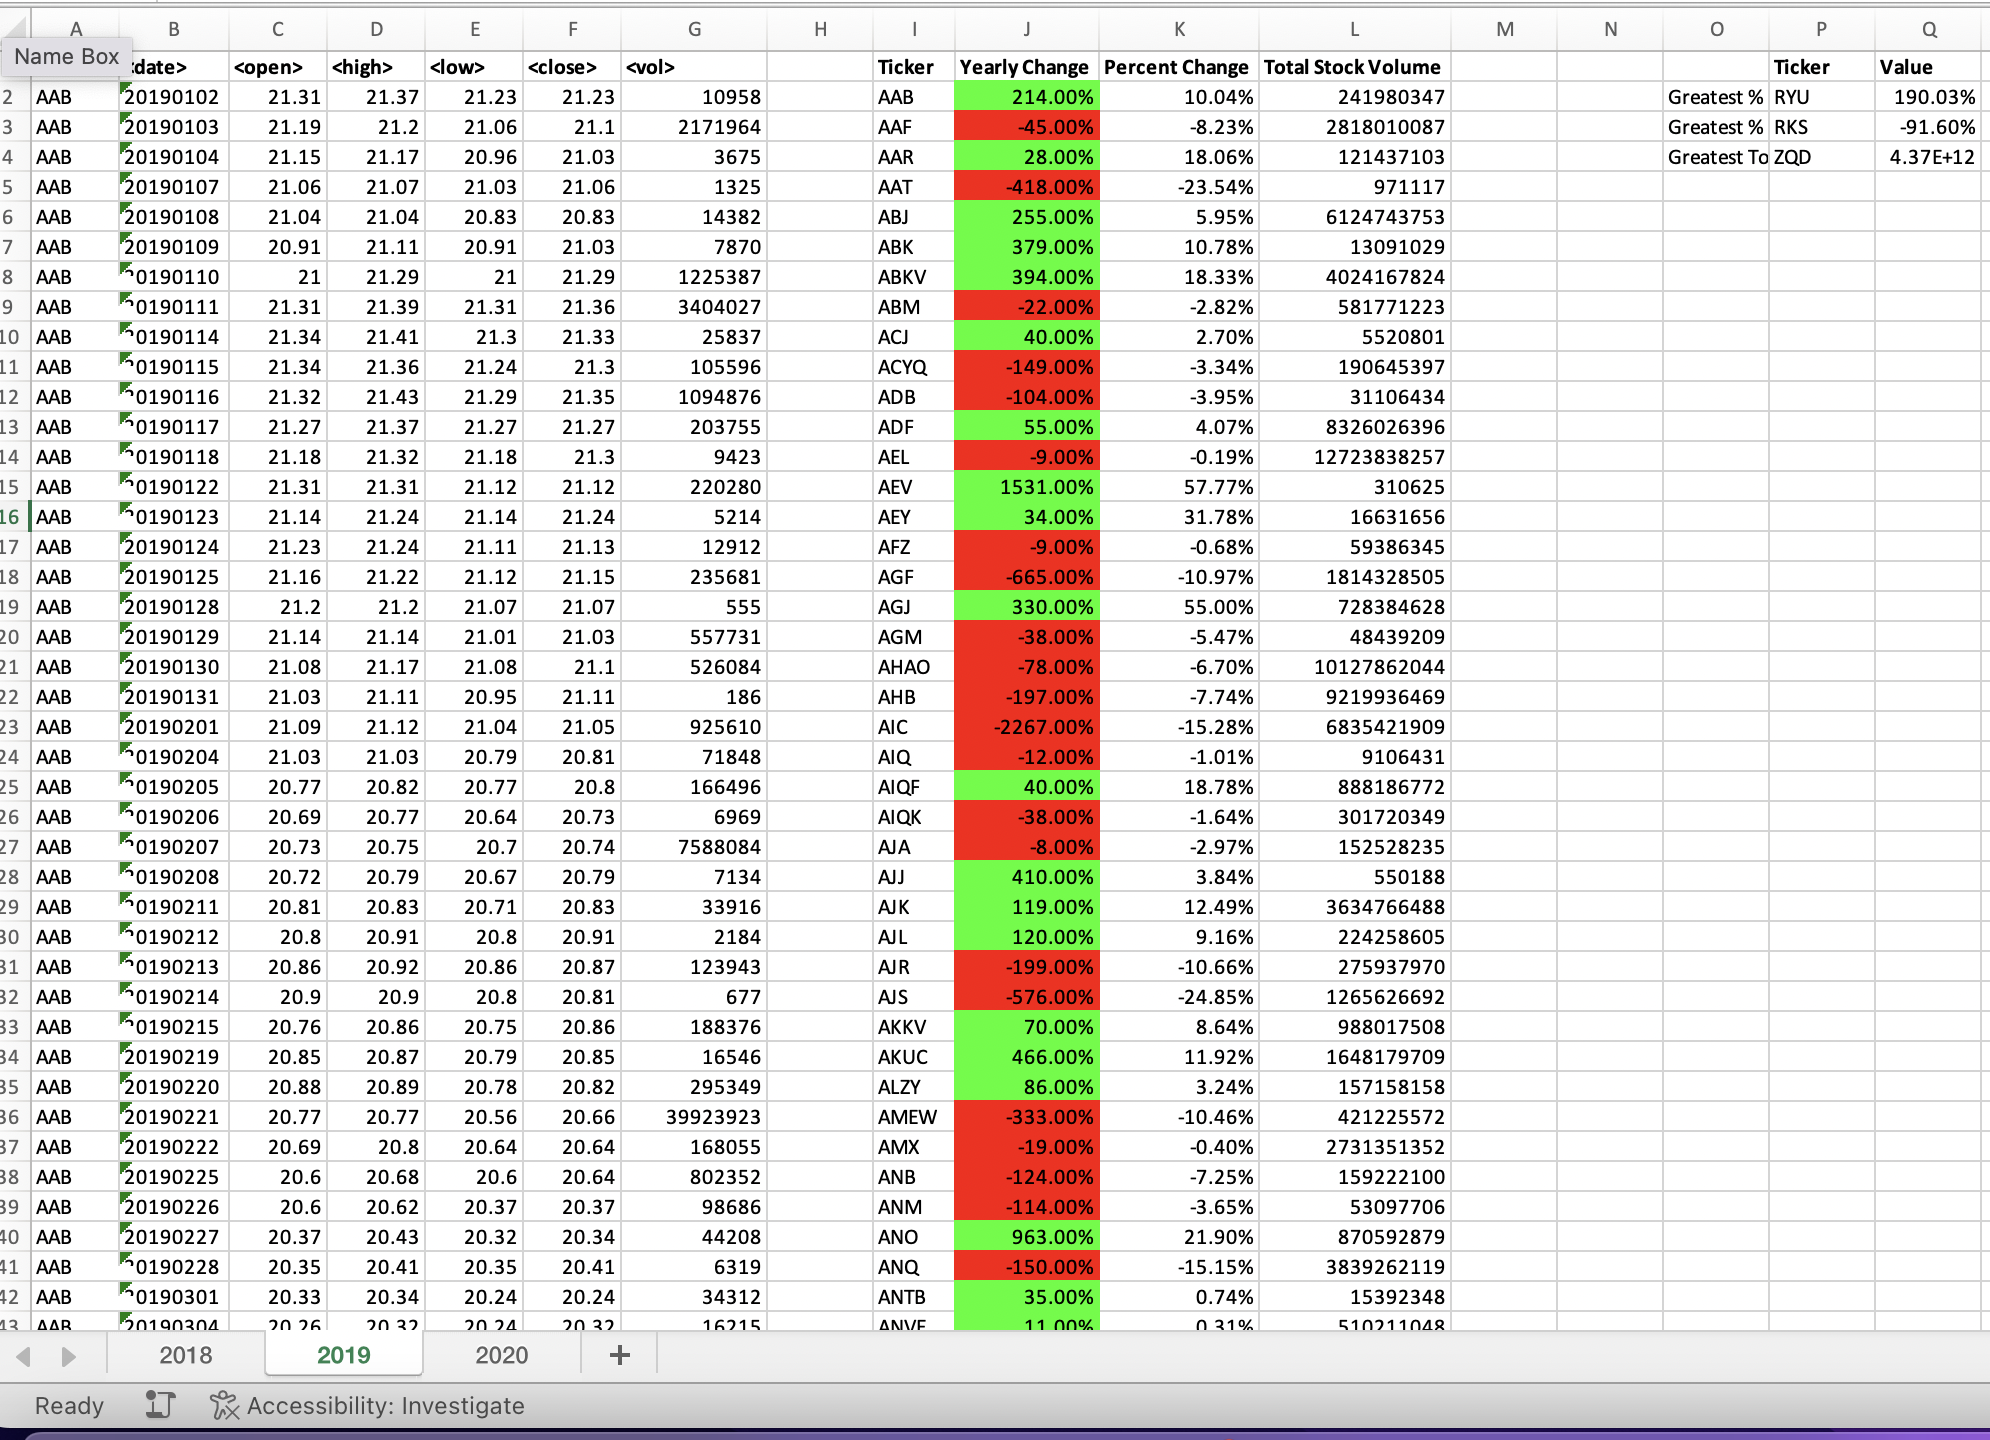 A B C D E F G H I J K L M N O P Q
Name Box <date> <open> <high> <low> <close> <vol> Ticker Yearly Change Percent Change Total Stock Volume Ticker Value
2 AAB 20190102 21.31 21.37 21.23 21.23 10958 AAB 214.00% 10.04% 241980347 Greatest % RYU 190.03%
3 AAB 20190103 21.19 21.2 21.06 21.1 2171964 AAF -45.00% -8.23% 2818010087 Greatest % RKS -91.60%
4 AAB 20190104 21.15 21.17 20.96 21.03 3675 AAR 28.00% 18.06% 121437103 Greatest To ZQD 4.37E+12
5 AAB 20190107 21.06 21.07 21.03 21.06 1325 AAT -418.00% -23.54% 971117
6 AAB 20190108 21.04 21.04 20.83 20.83 14382 ABJ 255.00% 5.95% 6124743753
7 AAB 20190109 20.91 21.11 20.91 21.03 7870 ABK 379.00% 10.78% 13091029
8 AAB 20190110 21 21.29 21 21.29 1225387 ABKV 394.00% 18.33% 4024167824
9 AAB 20190111 21.31 21.39 21.31 21.36 3404027 ABM -22.00% -2.82% 581771223
10 AAB 20190114 21.34 21.41 21.3 21.33 25837 ACJ 40.00% 2.70% 5520801
11 AAB 20190115 21.34 21.36 21.24 21.3 105596 ACYQ -149.00% -3.34% 190645397
12 AAB 20190116 21.32 21.43 21.29 21.35 1094876 ADB -104.00% -3.95% 31106434
13 AAB 20190117 21.27 21.37 21.27 21.27 203755 ADF 55.00% 4.07% 8326026396
14 AAB 20190118 21.18 21.32 21.18 21.3 9423 AEL -9.00% -0.19% 12723838257
15 AAB 20190122 21.31 21.31 21.12 21.12 220280 AEV 1531.00% 57.77% 310625
16 AAB 20190123 21.14 21.24 21.14 21.24 5214 AEY 34.00% 31.78% 16631656
17 AAB 20190124 21.23 21.24 21.11 21.13 12912 AFZ -9.00% -0.68% 59386345
18 AAB 20190125 21.16 21.22 21.12 21.15 235681 AGF -665.00% -10.97% 1814328505
19 AAB 20190128 21.2 21.2 21.07 21.07 555 AGJ 330.00% 55.00% 728384628
20 AAB 20190129 21.14 21.14 21.01 21.03 557731 AGM -38.00% -5.47% 48439209
21 AAB 20190130 21.08 21.17 21.08 21.1 526084 AHAO -78.00% -6.70% 10127862044
22 AAB 20190131 21.03 21.11 20.95 21.11 186 AHB -197.00% -7.74% 9219936469
23 AAB 20190201 21.09 21.12 21.04 21.05 925610 AIC -2267.00% -15.28% 6835421909
24 AAB 20190204 21.03 21.03 20.79 20.81 71848 AIQ -12.00% -1.01% 9106431
25 AAB 20190205 20.77 20.82 20.77 20.8 166496 AIQF 40.00% 18.78% 888186772
26 AAB 20190206 20.69 20.77 20.64 20.73 6969 AIQK -38.00% -1.64% 301720349
27 AAB 20190207 20.73 20.75 20.7 20.74 7588084 AJA -8.00% -2.97% 152528235
28 AAB 20190208 20.72 20.79 20.67 20.79 7134 AJJ 410.00% 3.84% 550188
29 AAB 20190211 20.81 20.83 20.71 20.83 33916 AJK 119.00% 12.49% 3634766488
30 AAB 20190212 20.8 20.91 20.8 20.91 2184 AJL 120.00% 9.16% 224258605
31 AAB 20190213 20.86 20.92 20.86 20.87 123943 AJR -199.00% -10.66% 275937970
32 AAB 20190214 20.9 20.9 20.8 20.81 677 AJS -576.00% -24.85% 1265626692
33 AAB 20190215 20.76 20.86 20.75 20.86 188376 AKKV 70.00% 8.64% 988017508
34 AAB 20190219 20.85 20.87 20.79 20.85 16546 AKUC 466.00% 11.92% 1648179709
35 AAB 20190220 20.88 20.89 20.78 20.82 295349 ALZY 86.00% 3.24% 157158158
36 AAB 20190221 20.77 20.77 20.56 20.66 39923923 AMEW -333.00% -10.46% 421225572
37 AAB 20190222 20.69 20.8 20.64 20.64 168055 AMX -19.00% -0.40% 2731351352
38 AAB 20190225 20.6 20.68 20.6 20.64 802352 ANB -124.00% -7.25% 159222100
39 AAB 20190226 20.6 20.62 20.37 20.37 98686 ANM -114.00% -3.65% 53097706
40 AAB 20190227 20.37 20.43 20.32 20.34 44208 ANO 963.00% 21.90% 870592879
41 AAB 20190228 20.35 20.41 20.35 20.41 6319 ANQ -150.00% -15.15% 3839262119
42 AAB 20190301 20.33 20.34 20.24 20.24 34312 ANTB 35.00% 0.74% 15392348
43 AAB 20190304 20.26 20.32 20.24 20.32 16215 ANVE 11.00% 0.31% 510211048
2018 2019 2020 +
Ready Accessibility: Investigate